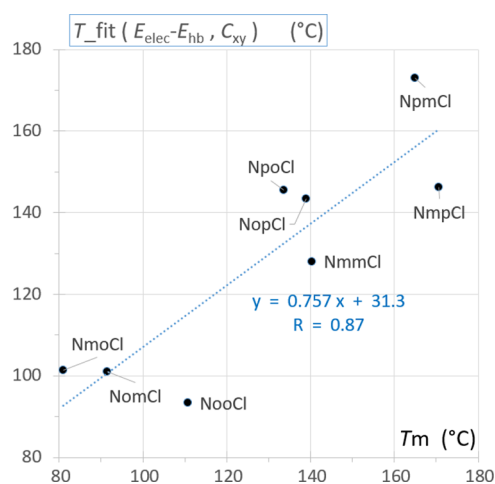 T_fit ( Eelec-Ehb , Cxy ) (°C)
180
160
140
120
100
80
NpmCl
NpoCl
NopCl
NmpCl
NmmCl
y = 0.757 x + 31.3
R = 0.87
NmoCl
NomCl
NooCl
Tm (°C)
80 100 120 140 160 180